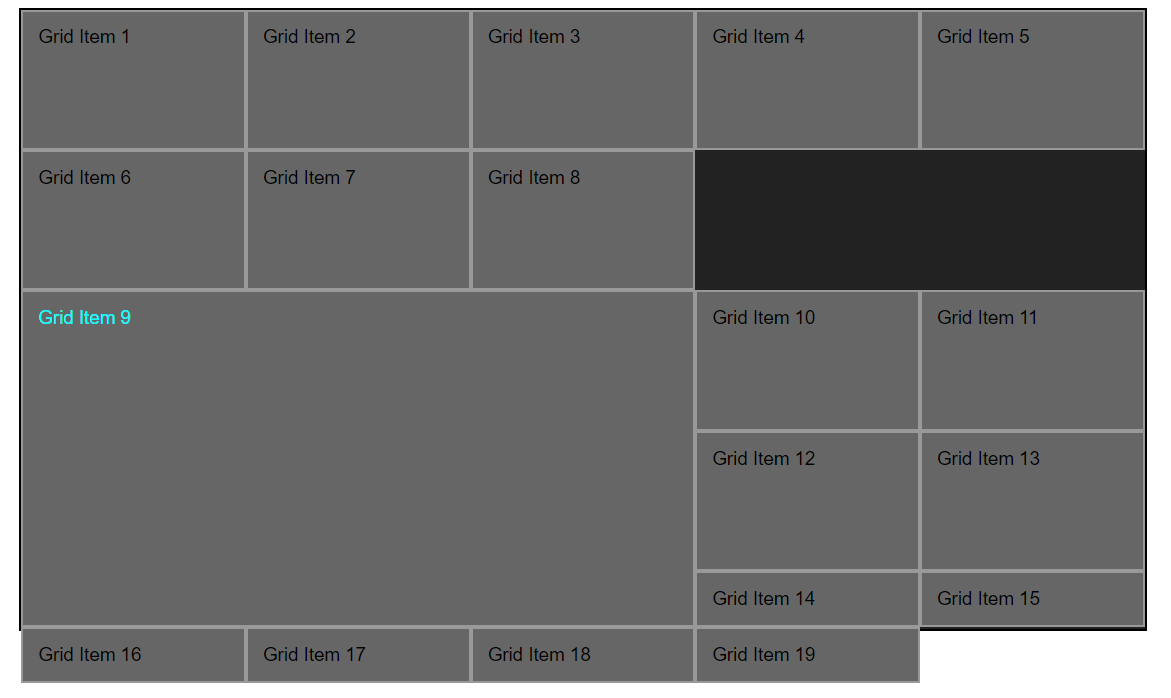 Grid Item 1
Grid Item 2
Grid Item 3
Grid Item 4
Grid Item 5
Grid Item 6
Grid Item 7
Grid Item 8
Grid Item 9
Grid Item 10
Grid Item 11
Grid Item 12
Grid Item 13
Grid Item 14
Grid Item 15
Grid Item 16
Grid Item 17
Grid Item 18
Grid Item 19